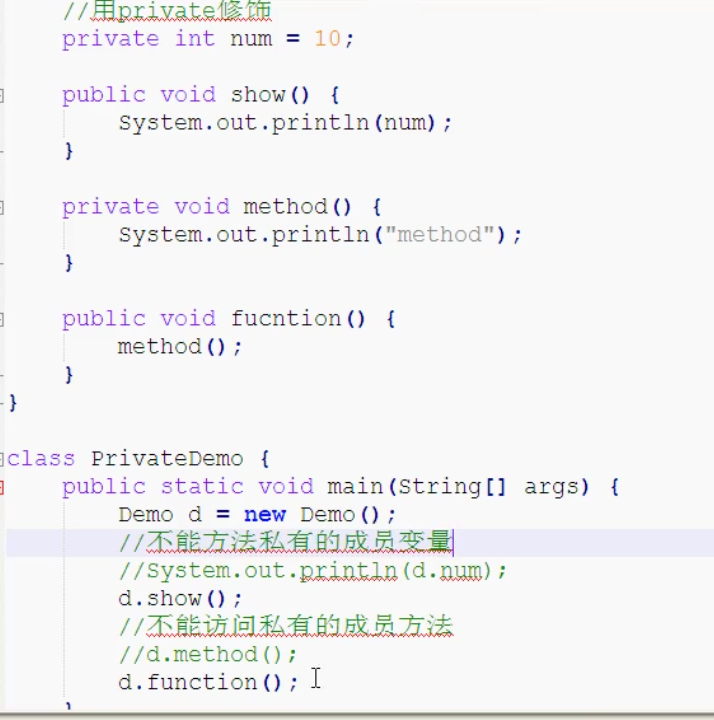 //用private修饰
private int num = 10;
public void show() {
System.out.println(num);
}
private void method() {
System.out.println("method");
}
public void fucntion() {
method();
}
}
class PrivateDemo {
public static void main(String[] args) {
Demo d = new Demo();
//不能方法私有的成员变量
//System.out.println(d.num);
d.show();
//不能访问私有的成员方法
//d.method();
d.function();
}